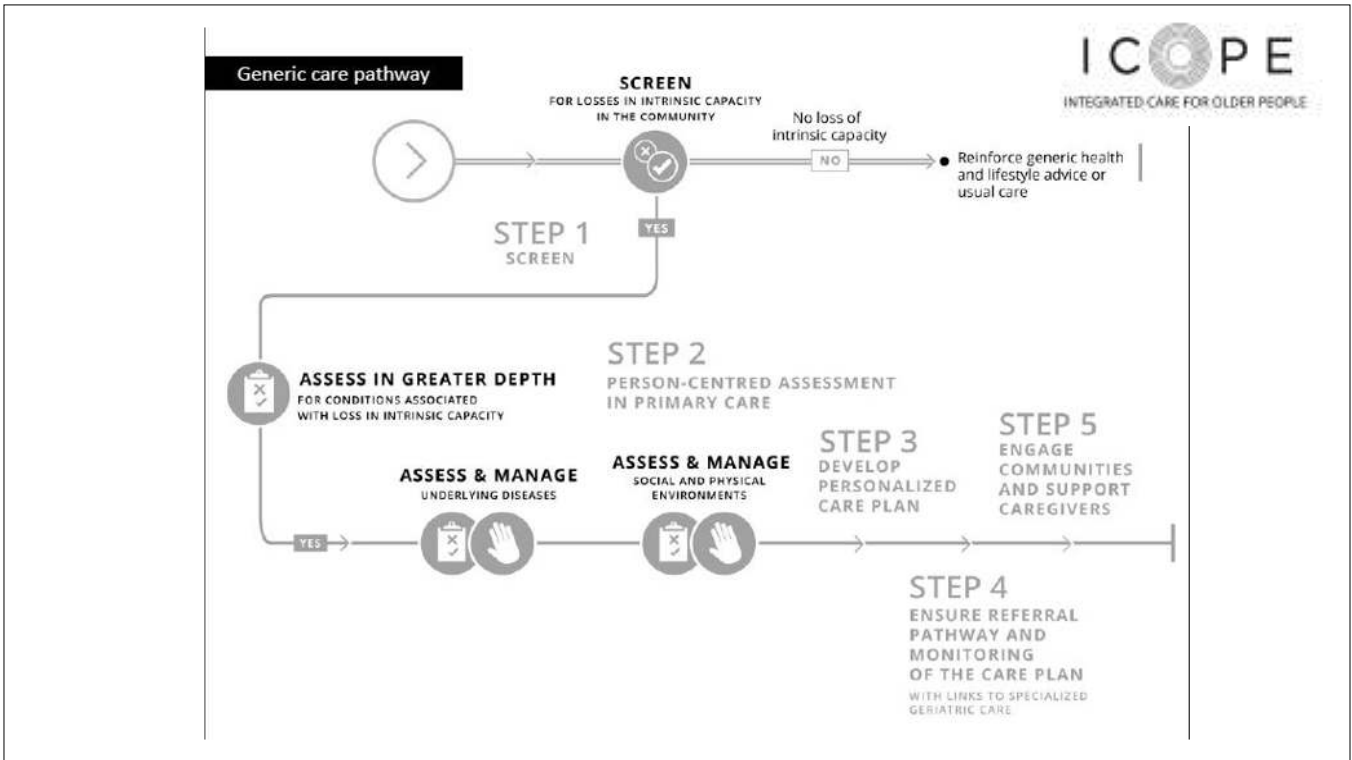 Generic care pathway
ICOPE
INTEGRATED CARE FOR OLDER PEOPLE
SCREEN
FOR LOSSES IN INTRINSIC CAPACITY
IN THE COMMUNITY
No loss of
intrinsic capacity
NO
Reinforce generic health
and lifestyle advice or
usual care
STEP 1
SCREEN
YES
ASSESS IN GREATER DEPTH
FOR CONDITIONS ASSOCIATED
WITH LOSS IN INTRINSIC CAPACITY
STEP 2
PERSON-CENTRED ASSESSMENT
IN PRIMARY CARE
YES
ASSESS & MANAGE
UNDERLYING DISEASES
ASSESS & MANAGE
SOCIAL AND PHYSICAL
ENVIRONMENTS
STEP 3
DEVELOP
PERSONALIZED
CARE PLAN
STEP 5
ENGAGE
COMMUNITIES
AND SUPPORT
CAREGIVERS
STEP 4
ENSURE REFERRAL
PATHWAY AND
MONITORING
OF THE CARE PLAN
WITH LINKS TO SPECIALIZED
GERIATRIC CARE